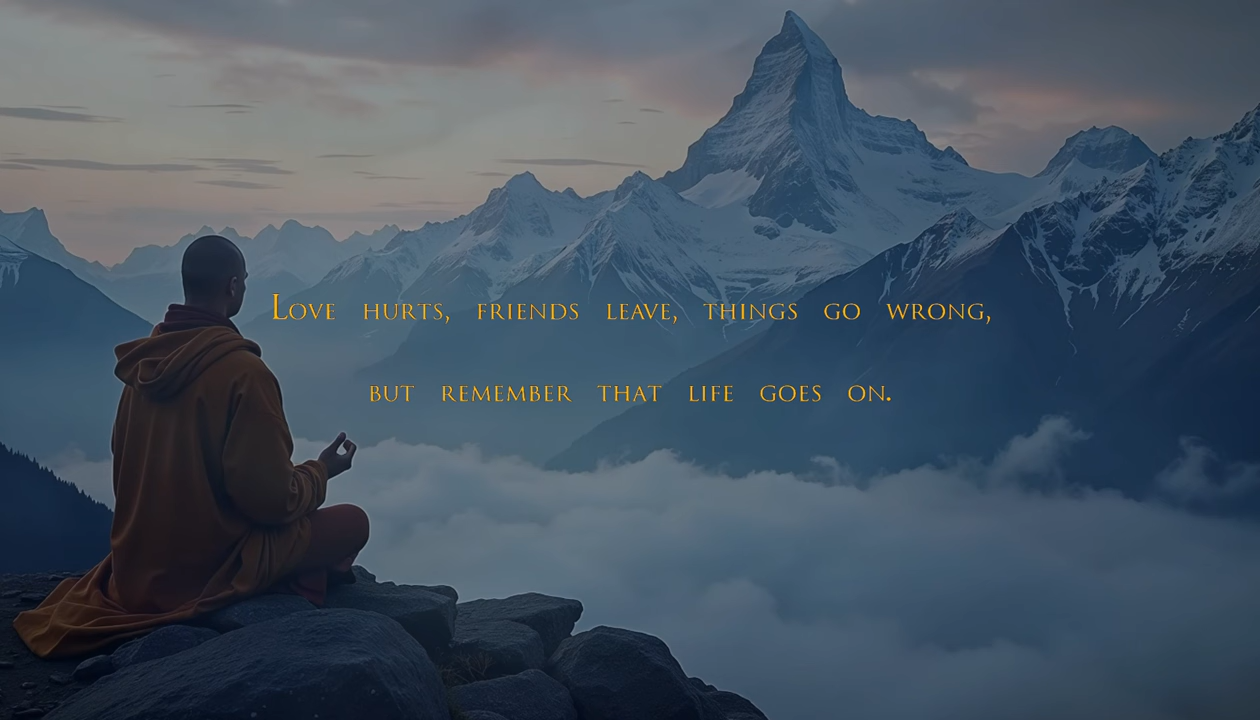 Love hurts, friends leave, things go wrong,
but remember that life goes on.